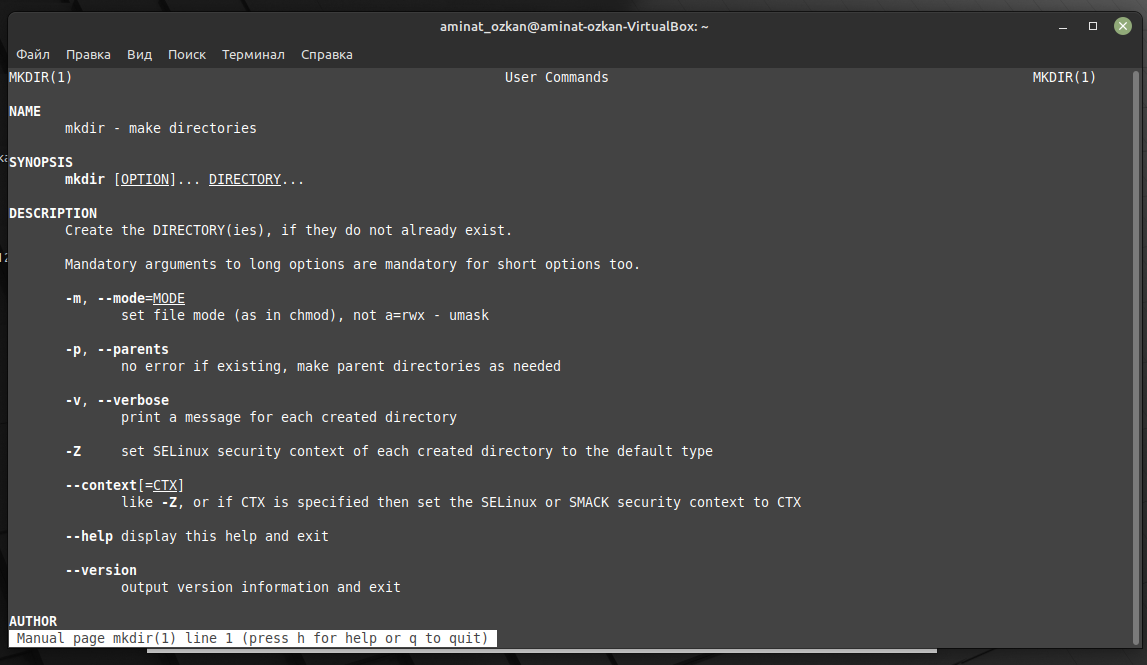 aminat_ozkan@aminat-ozkan-VirtualBox: ~
Файл Правка Вид Поиск Терминал Справка
MKDIR(1) User Commands MKDIR(1)
NAME
mkdir - make directories
SYNOPSIS
mkdir [OPTION]... DIRECTORY...
DESCRIPTION
Create the DIRECTORY(ies), if they do not already exist.
Mandatory arguments to long options are mandatory for short options too.
-m, --mode=MODE
set file mode (as in chmod), not a=rwx - umask
-p, --parents
no error if existing, make parent directories as needed
-v, --verbose
print a message for each created directory
-Z set SELinux security context of each created directory to the default type
--context[=CTX]
like -Z, or if CTX is specified then set the SELinux or SMACK security context to CTX
--help display this help and exit
--version
output version information and exit
AUTHOR
Manual page mkdir(1) line 1 (press h for help or q to quit)